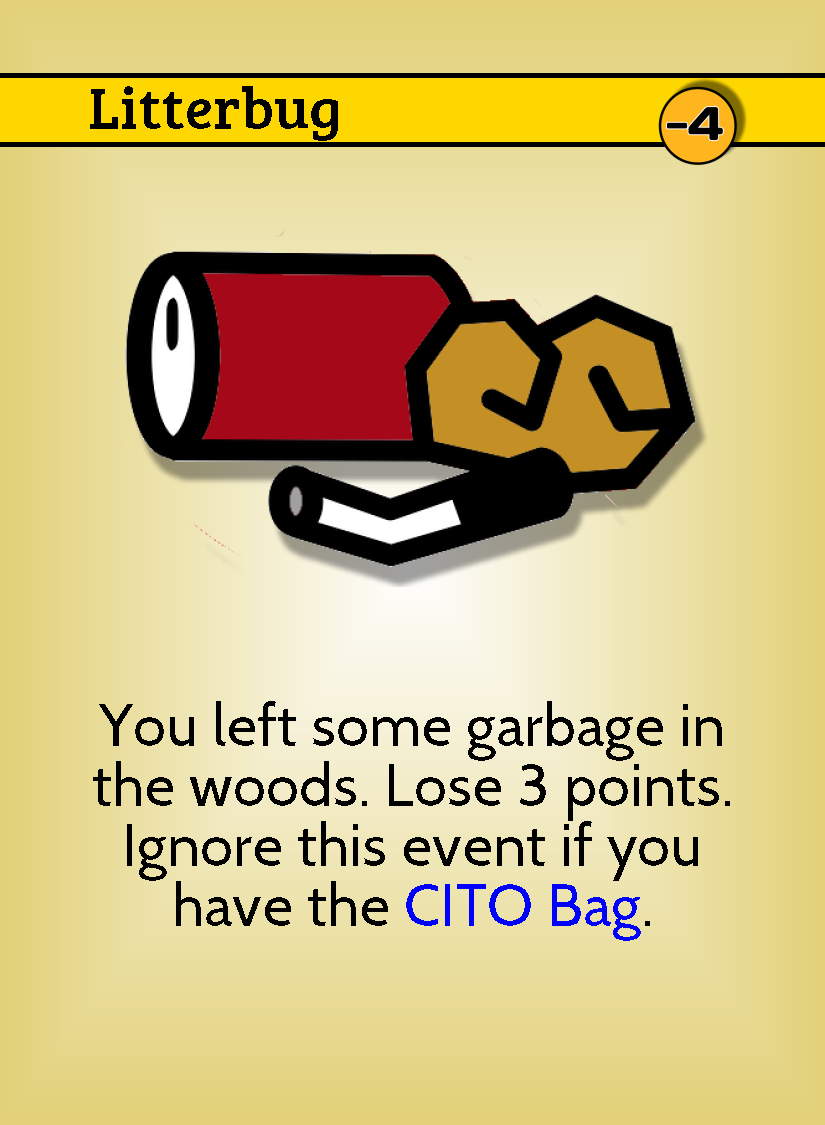 Litterbug
-4
You left some garbage in
the woods. Lose 3 points.
Ignore this event if you
have the CITO Bag.